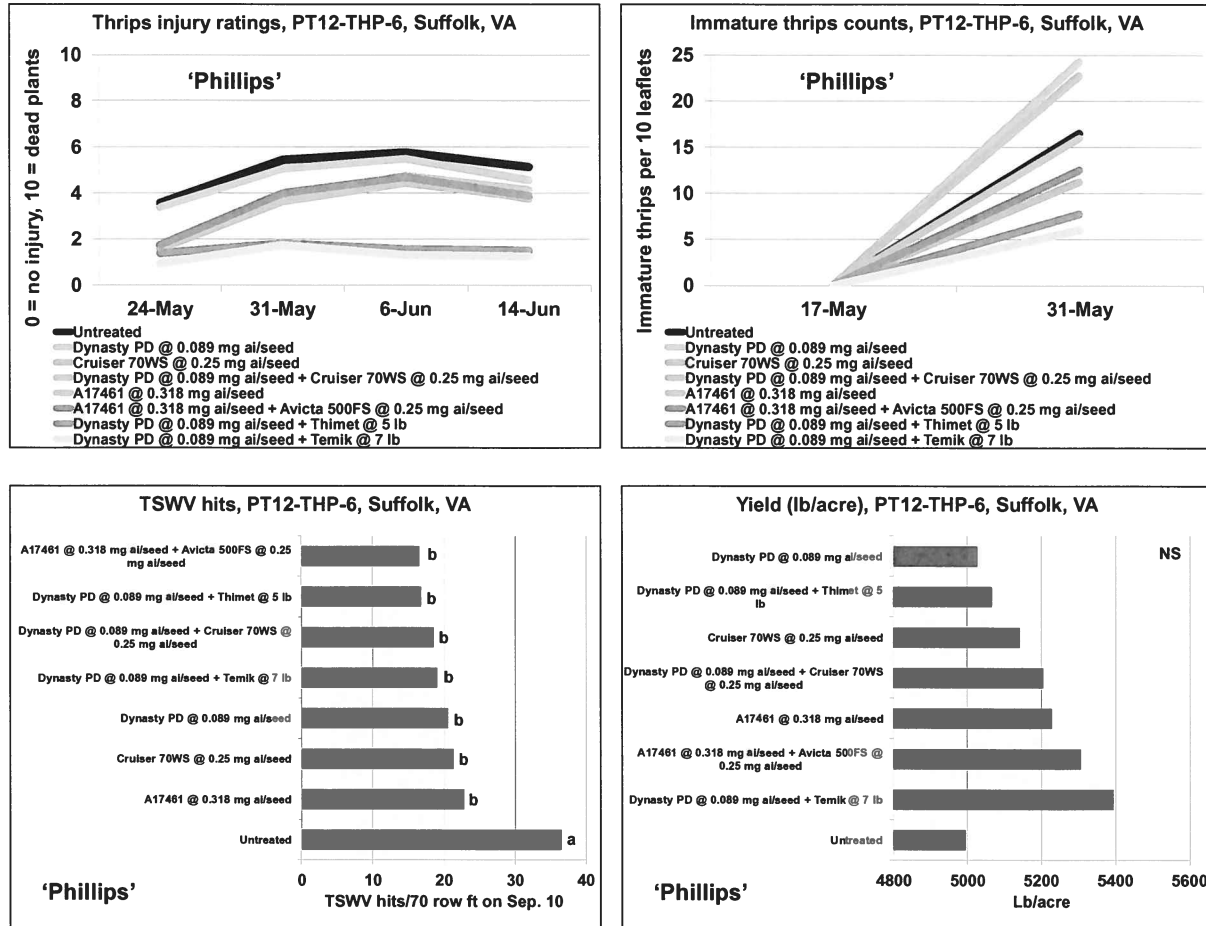 Thrips injury ratings, PT12-THP-6, Suffolk, VA
'Phillips'
0 = no injury, 10 = dead plants
10
8
6
4
2
0
24-May 31-May 6-Jun 14-Jun
Untreated
Dynasty PD @ 0.089 mg ai/seed
Cruiser 70WS @ 0.25 mg ai/seed
Dynasty PD @ 0.089 mg ai/seed + Cruiser 70WS @ 0.25 mg ai/seed
A17461 @ 0.318 mg ai/seed
A17461 @ 0.318 mg ai/seed + Avicta 500FS @ 0.25 mg ai/seed
Dynasty PD @ 0.089 mg ai/seed + Thimet @ 5 lb
Dynasty PD @ 0.089 mg ai/seed + Temik @ 7 lb
Immature thrips counts, PT12-THP-6, Suffolk, VA
'Phillips'
Immature thrips per 10 leaflets
25
20
15
10
5
0
17-May 31-May
Untreated
Dynasty PD @ 0.089 mg ai/seed
Cruiser 70WS @ 0.25 mg ai/seed
Dynasty PD @ 0.089 mg ai/seed + Cruiser 70WS @ 0.25 mg ai/seed
A17461 @ 0.318 mg ai/seed
A17461 @ 0.318 mg ai/seed + Avicta 500FS @ 0.25 mg ai/seed
Dynasty PD @ 0.089 mg ai/seed + Thimet @ 5 lb
Dynasty PD @ 0.089 mg ai/seed + Temik @ 7 lb
TSWV hits, PT12-THP-6, Suffolk, VA
A17461 @ 0.318 mg ai/seed + Avicta 500FS @ 0.25
mg ai/seed
b
Dynasty PD @ 0.089 mg ai/seed + Thimet @ 5 lb
b
Dynasty PD @ 0.089 mg ai/seed + Cruiser 70WS @
0.25 mg ai/seed
b
Dynasty PD @ 0.089 mg ai/seed + Temik @ 7 lb
b
Dynasty PD @ 0.089 mg ai/seed
b
Cruiser 70WS @ 0.25 mg ai/seed
b
A17461 @ 0.318 mg ai/seed
b
Untreated
a
0 10 20 30 40
'Phillips'
TSWV hits/70 row ft on Sep. 10
Yield (lb/acre), PT12-THP-6, Suffolk, VA
NS
Dynasty PD @ 0.089 mg ai/seed
Dynasty PD @ 0.089 mg ai/seed + Thimet @ 5
lb
Cruiser 70WS @ 0.25 mg ai/seed
Dynasty PD @ 0.089 mg ai/seed + Cruiser 70WS
@ 0.25 mg ai/seed
A17461 @ 0.318 mg ai/seed
A17461 @ 0.318 mg ai/seed + Avicta 500FS @
0.25 mg ai/seed
Dynasty PD @ 0.089 mg ai/seed + Temik @ 7 lb
Untreated
4800 5000 5200 5400 5600
'Phillips'
Lb/acre